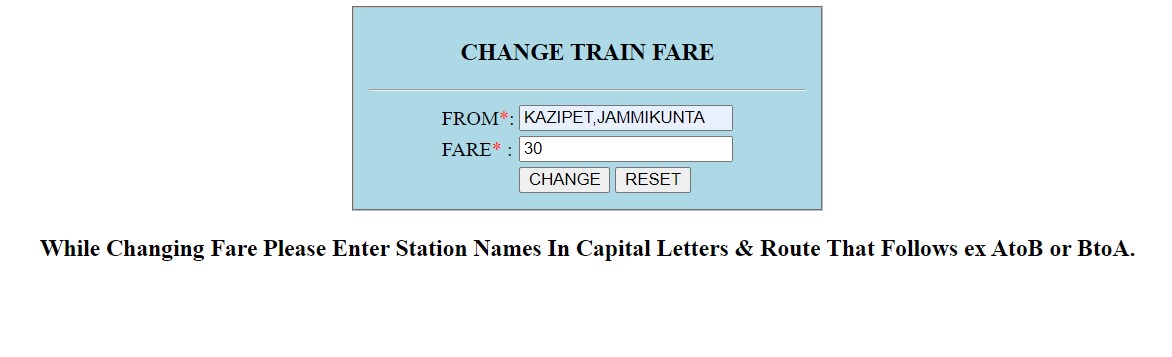 CHANGE TRAIN FARE
FROM*: KAZIPET,JAMMIKUNTA
FARE* : 30
CHANGE RESET
While Changing Fare Please Enter Station Names In Capital Letters & Route That Follows ex AtoB or BtoA.